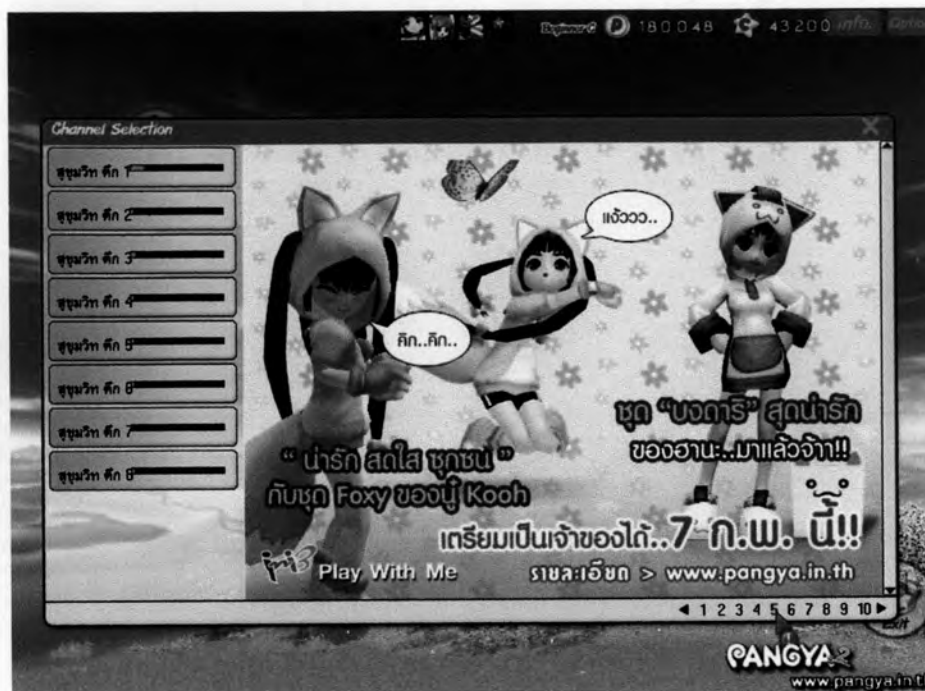 Beginner C P 180048 C 43200 info.
Channel Selection
สุขุมวิท ตึก 1
สุขุมวิท ตึก 2
สุขุมวิท ตึก 3
สุขุมวิท ตึก 4
สุขุมวิท ตึก 5
สุขุมวิท ตึก 6
สุขุมวิท ตึก 7
สุขุมวิท ตึก 8
แง้ววว..
คิก..คิก..
ชุด “บงดาริ” สุดน่ารัก
ของฮานะ..มาแล้วจ้าา!!
“ น่ารัก สดใส ซุกซน ”
กับชุด Foxy ของนู๋ Kooh
เตรียมเป็นเจ้าของได้..7 ก.พ. นี้!!
ini3 Play With Me รายละเอียด > www.pangya.in.th
1 2 3 4 5 6 7 8 9 10
Exit
PANGYA 2
www.pangya.in.t